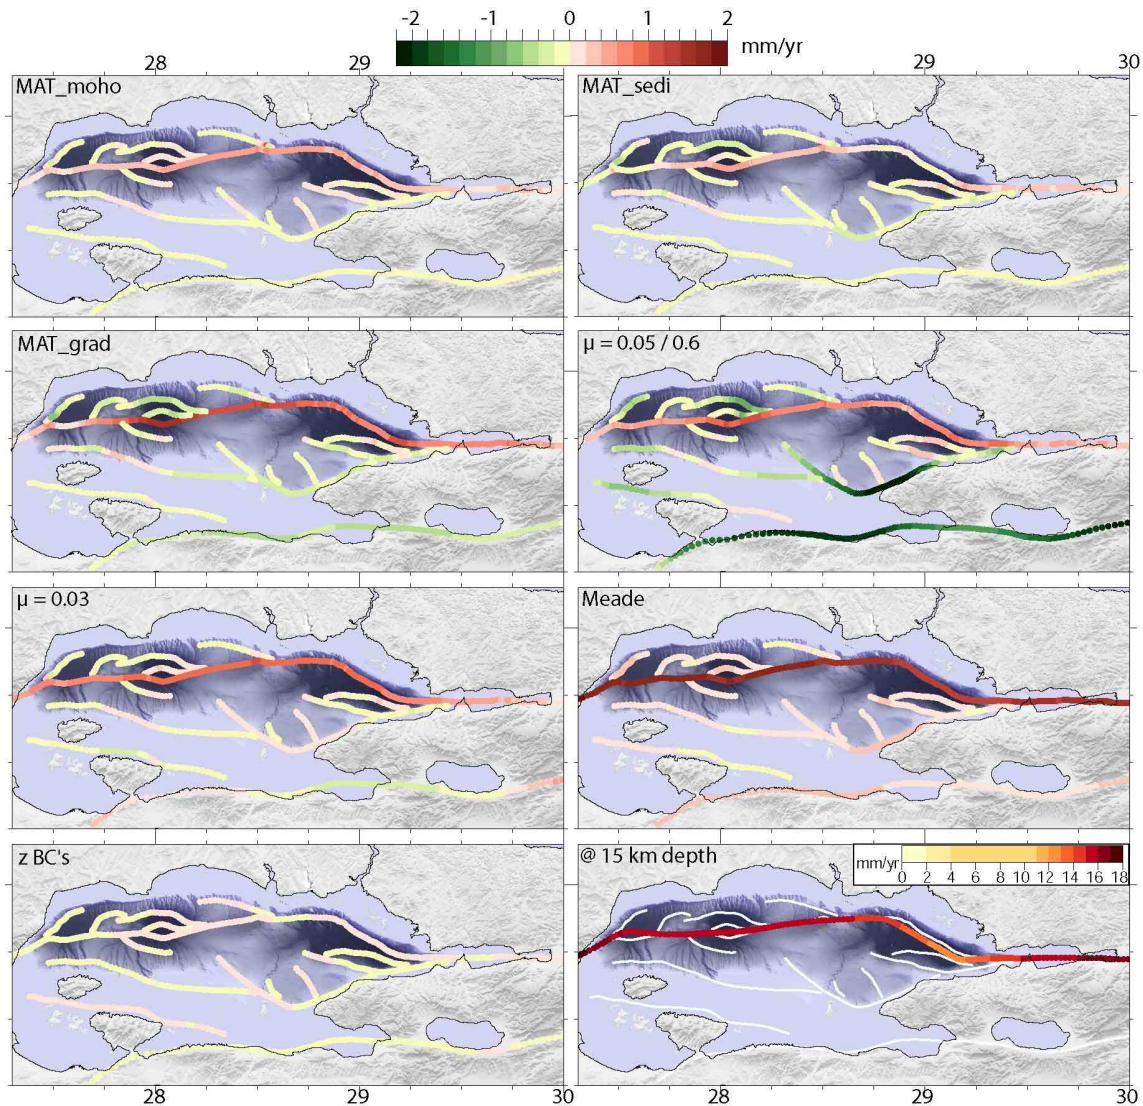 -2 -1 0 1 2
mm/yr
28 29 29 30
MAT_moho MAT_sedi
MAT_grad μ = 0.05 / 0.6
μ = 0.03 Meade
z BC's @ 15 km depth
mm/yr
0 2 4 6 8 10 12 14 16 18
28 29 30 28 29 30